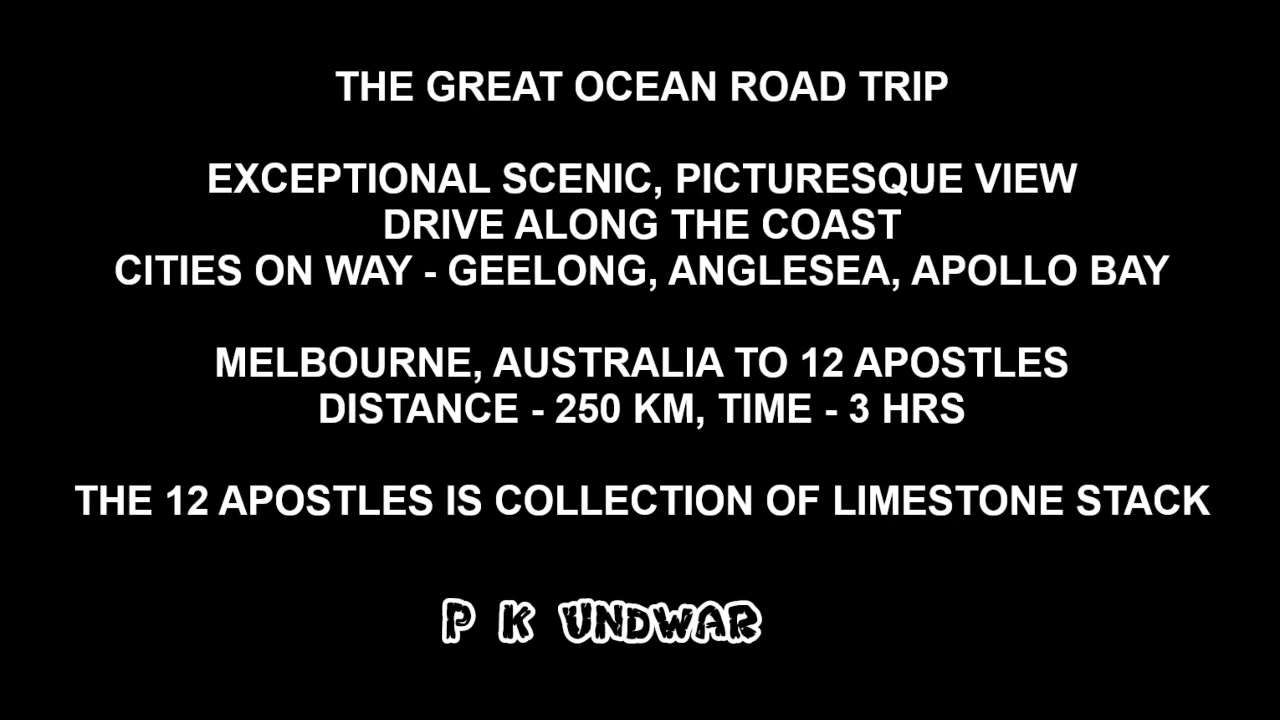 THE GREAT OCEAN ROAD TRIP
EXCEPTIONAL SCENIC, PICTURESQUE VIEW
DRIVE ALONG THE COAST
CITIES ON WAY - GEELONG, ANGLESEA, APOLLO BAY
MELBOURNE, AUSTRALIA TO 12 APOSTLES
DISTANCE - 250 KM, TIME - 3 HRS
THE 12 APOSTLES IS COLLECTION OF LIMESTONE STACK
P K UNDWAR